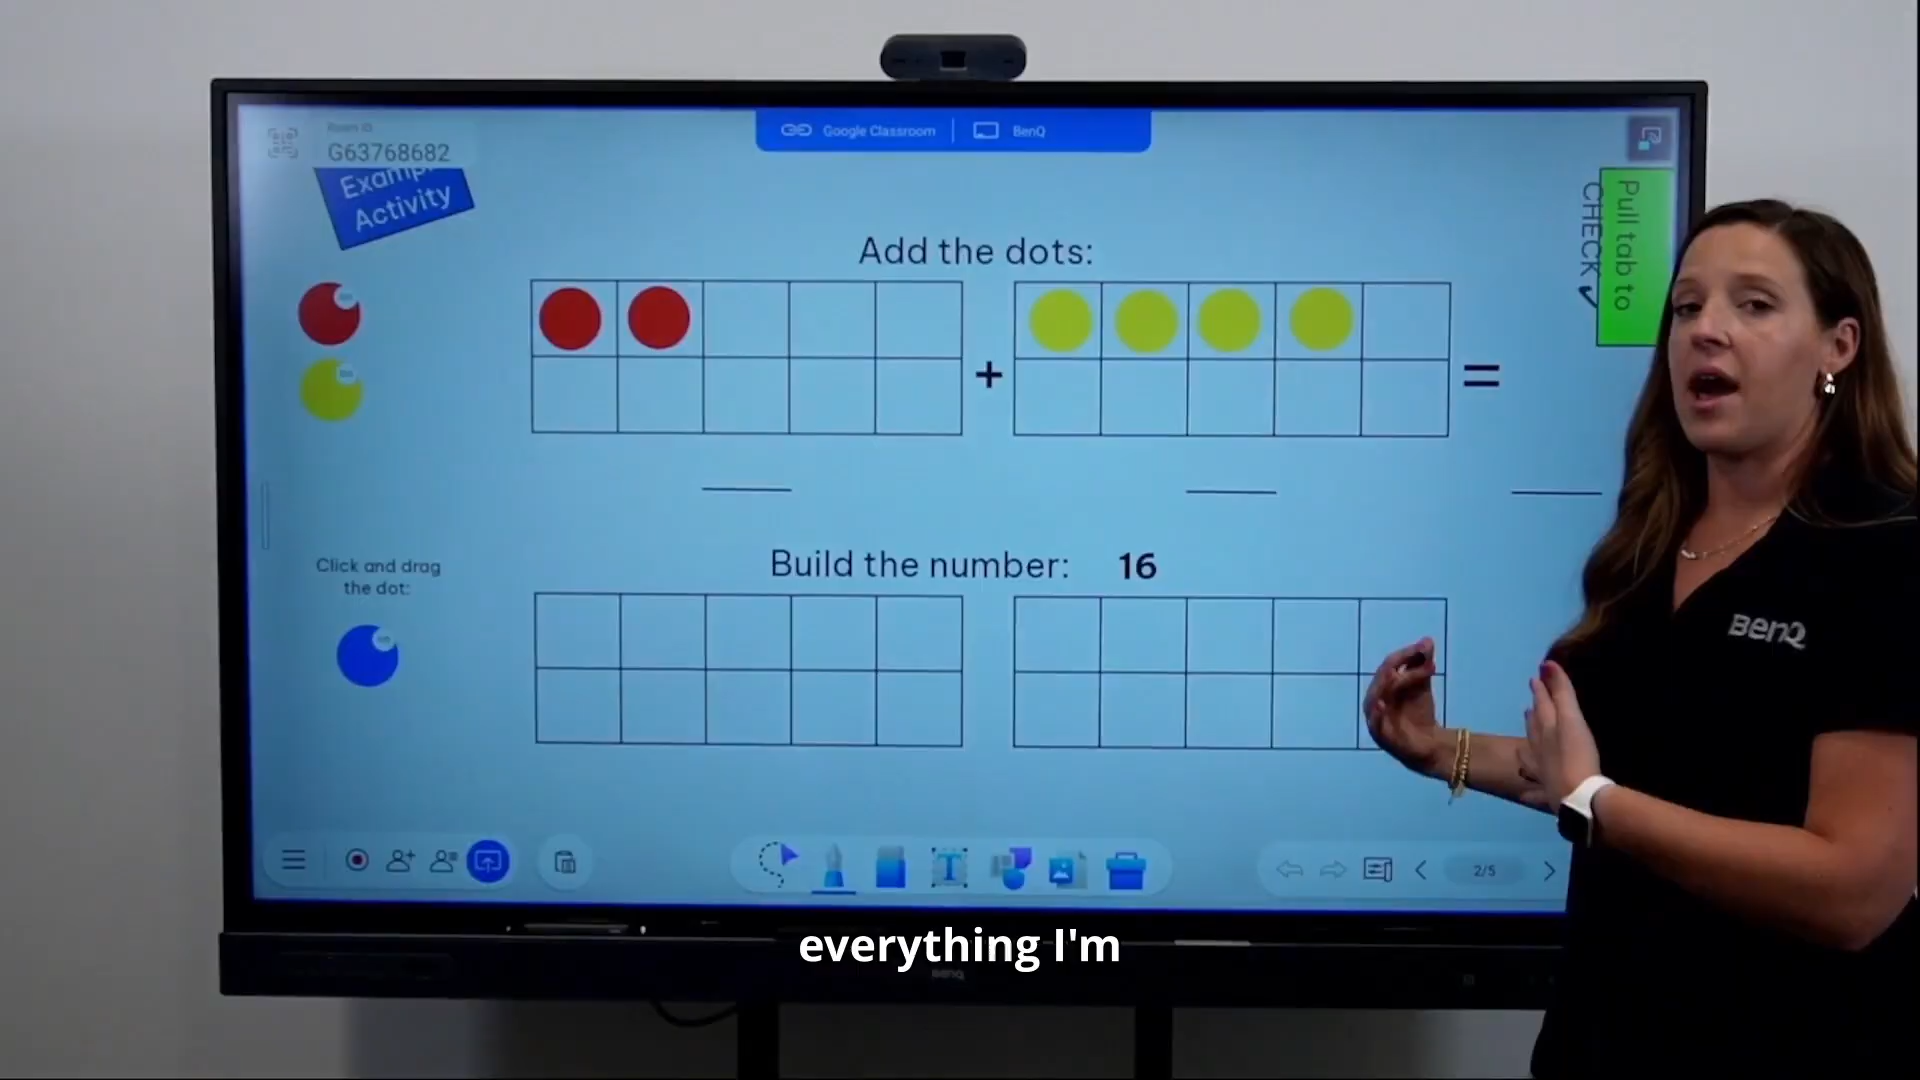 Room ID
G63768682
Google Classroom
BenQ
Activity
Pull tab to
CHECK ✓
Add the dots:
+
=
Build the number: 16
Click and drag
the dot:
T
2/5
BenQ
everything I'm
BenQ